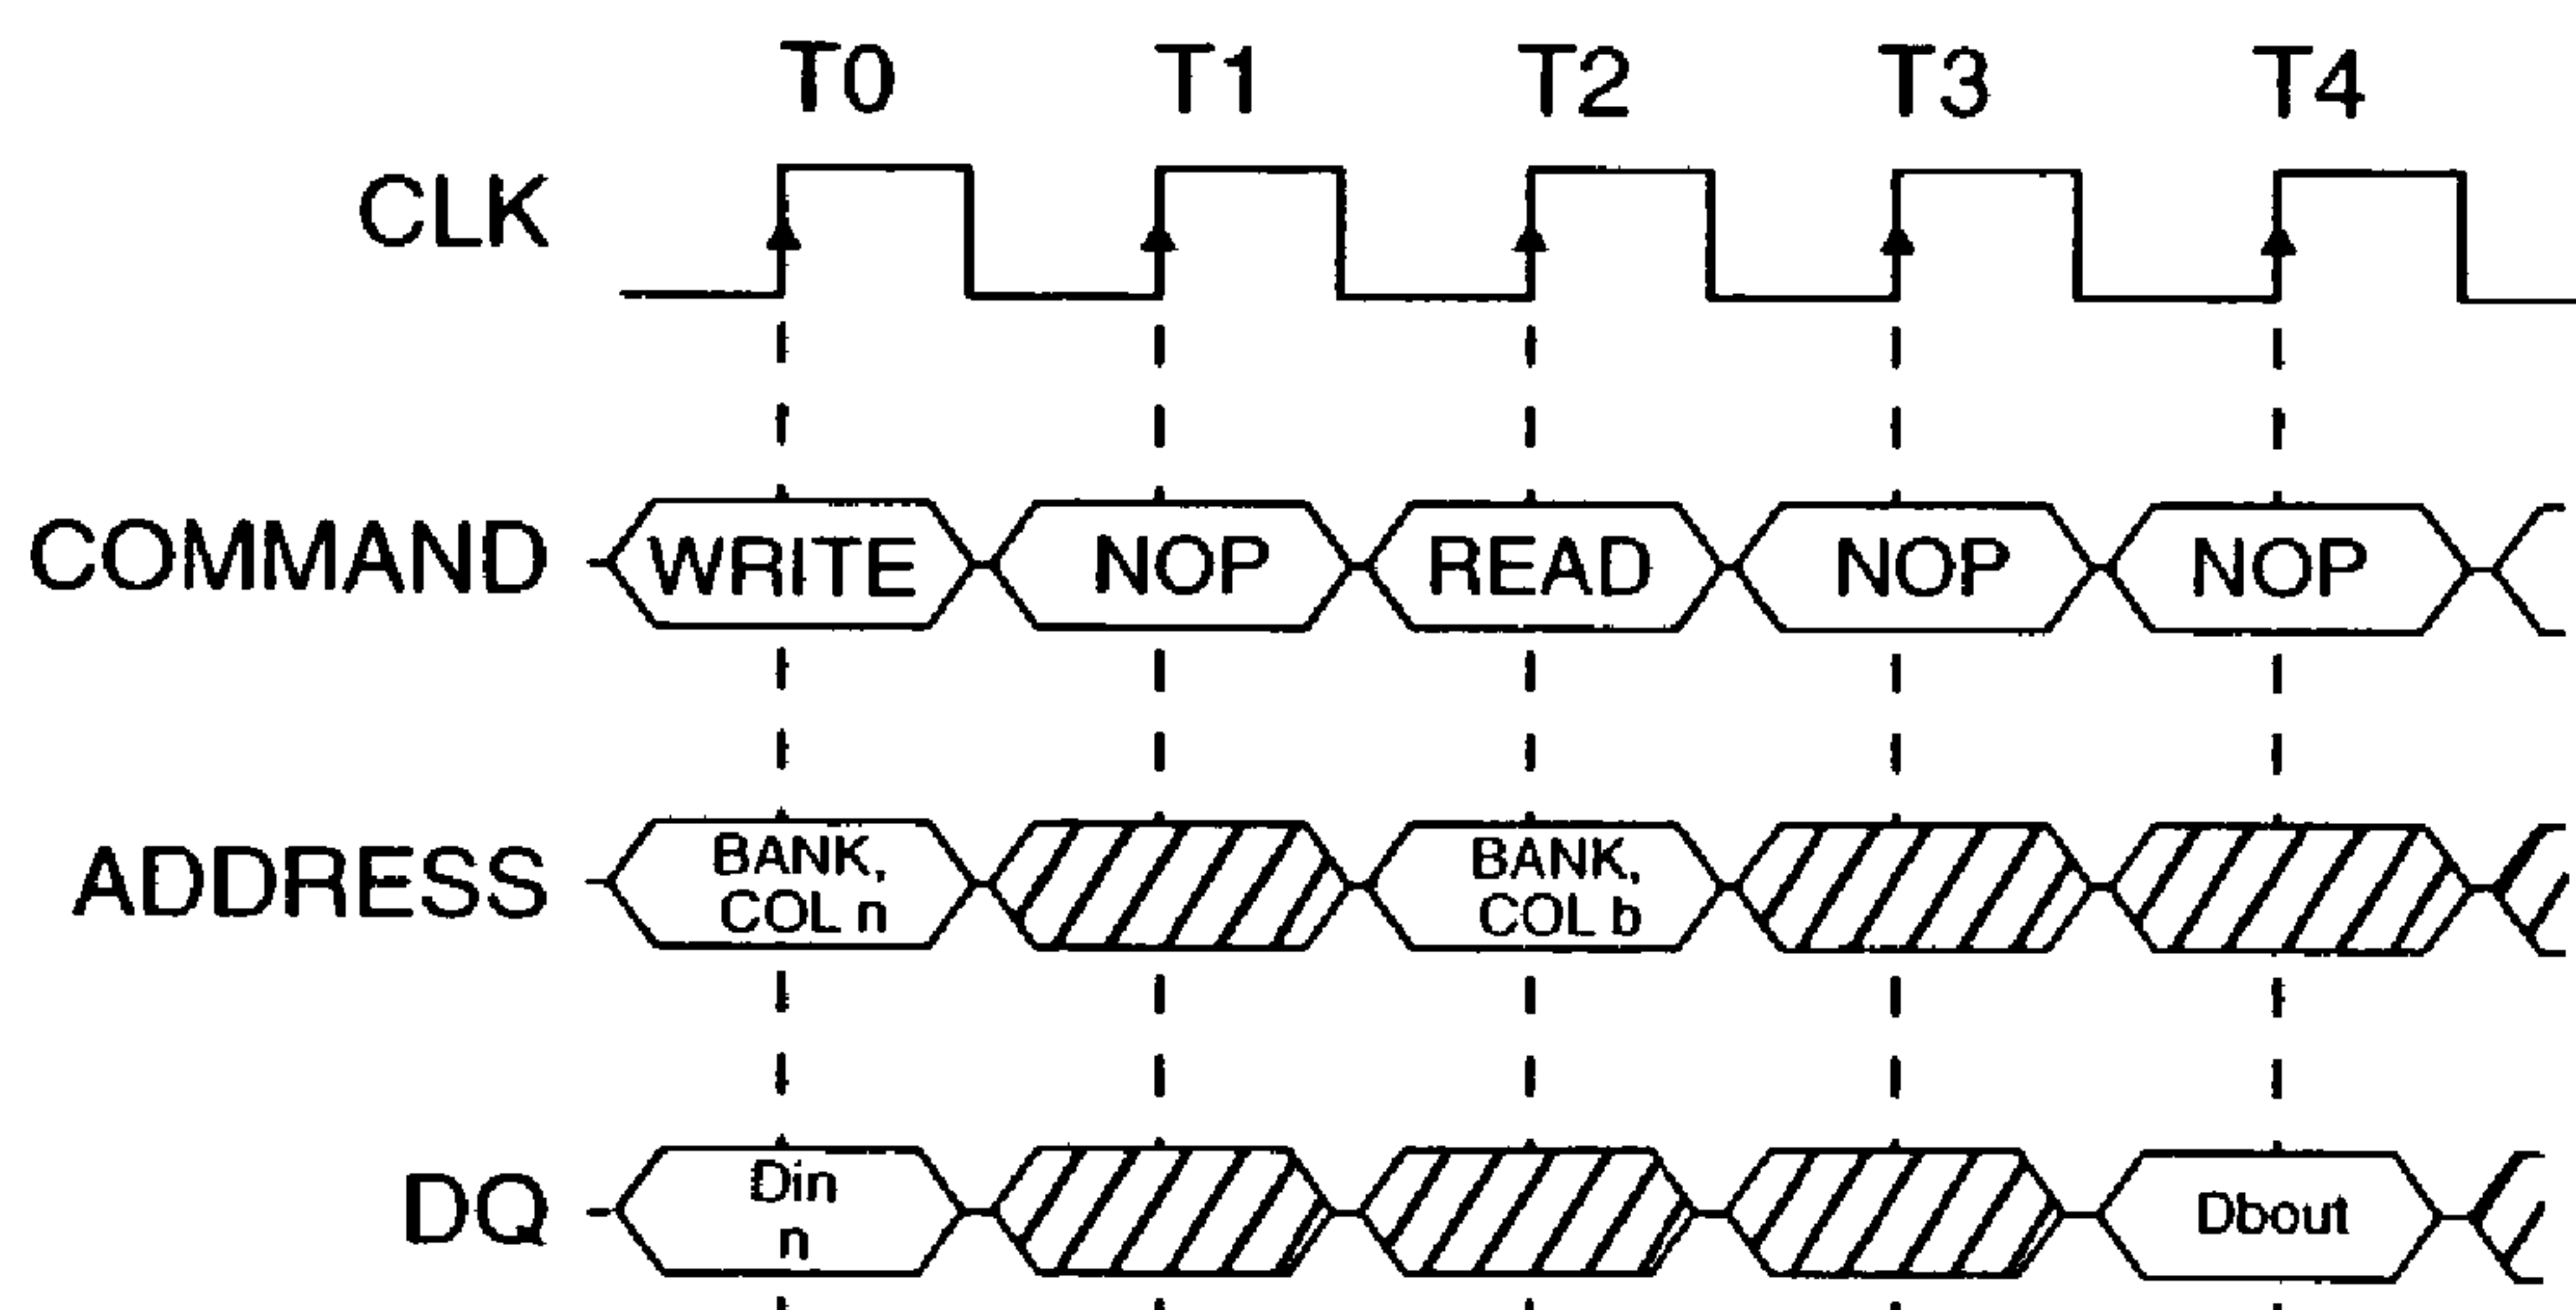 T0 T1 T2 T3 T4
CLK
COMMAND WRITE NOP READ NOP NOP
ADDRESS BANK, COL n BANK, COL b
DQ Din n Dbout